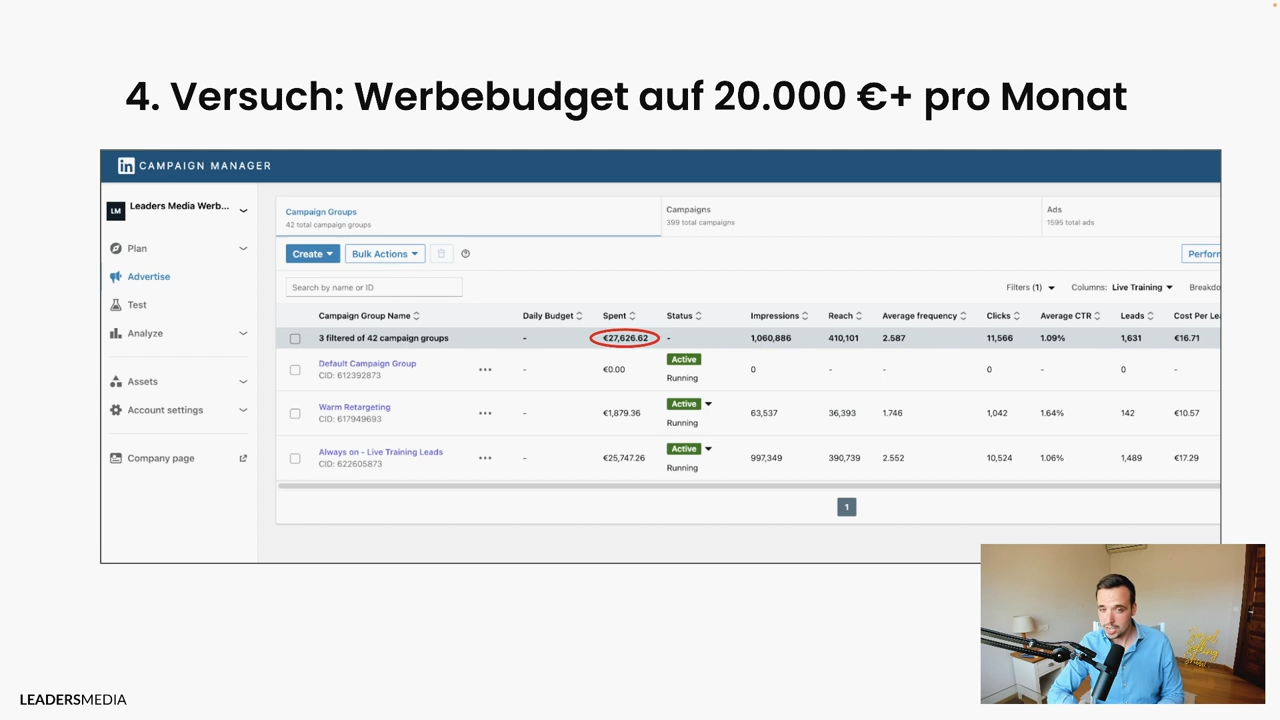 4. Versuch: Werbebudget auf 20.000 €+ pro Monat
in CAMPAIGN MANAGER
LM Leaders Media Werb...
Plan
Advertise
Test
Analyze
Assets
Account settings
Company page
Campaign Groups
42 total campaign groups
Campaigns
399 total campaigns
Ads
1595 total ads
Create
Bulk Actions
Perforn
Search by name or ID
Filters (1)
Columns: Live Training
Breakdo
Campaign Group Name Daily Budget Spent Status Impressions Reach Average frequency Clicks Average CTR Leads Cost Per Le
3 filtered of 42 campaign groups - €27,626.62 - 1,060,886 410,101 2.587 11,566 1.09% 1,631 €16.71
Default Campaign Group ... - €0.00 Active 0 - - 0 - 0 -
CID: 612392873 Running
Warm Retargeting ... - €1,879.36 Active 63,537 36,393 1.746 1,042 1.64% 142 €10.57
CID: 617949693 Running
Always on - Live Training Leads ... - €25,747.26 Active 997,349 390,739 2.552 10,524 1.06% 1,489 €17.29
CID: 622605873 Running
1
LEADERSMEDIA